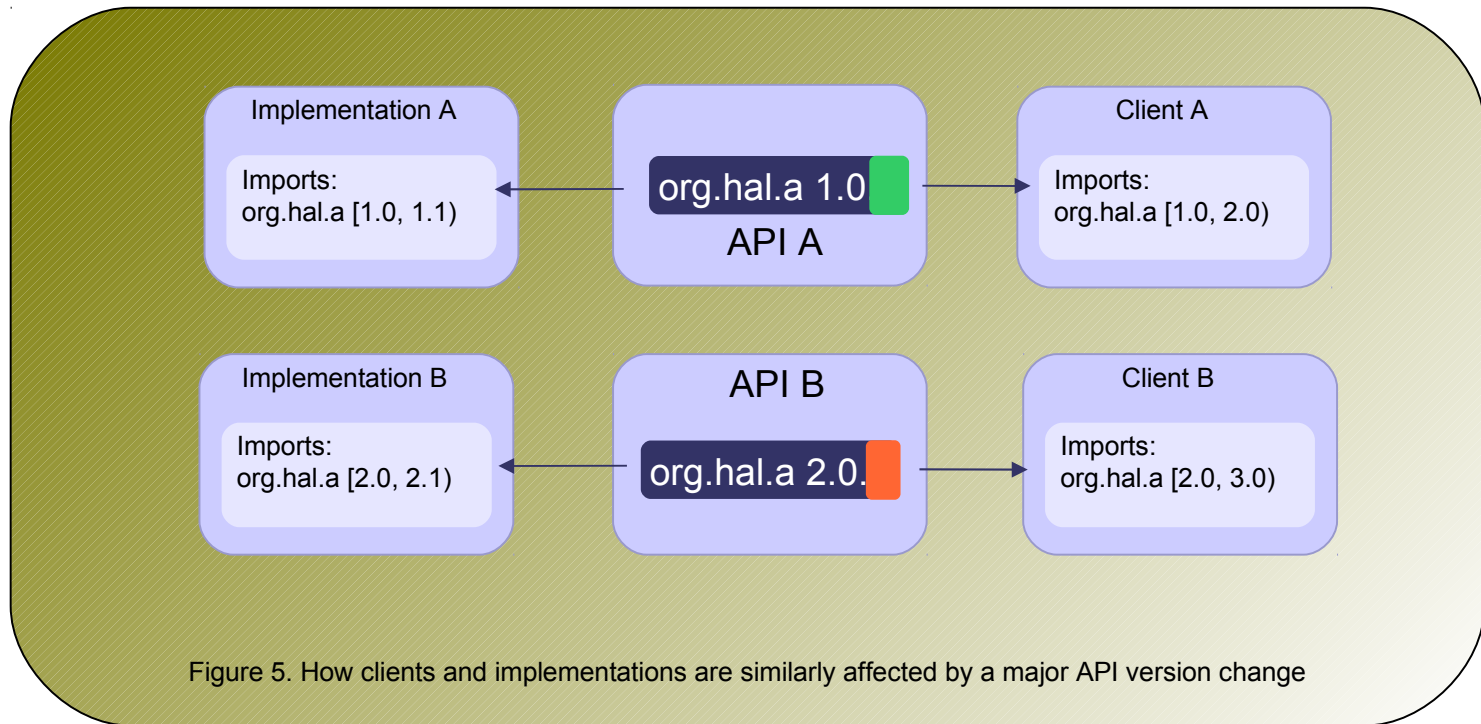 Implementation A
Imports:
org.hal.a [1.0, 1.1)
org.hal.a 1.0
API A
Client A
Imports:
org.hal.a [1.0, 2.0)
Implementation B
Imports:
org.hal.a [2.0, 2.1)
API B
org.hal.a 2.0.
Client B
Imports:
org.hal.a [2.0, 3.0)
Figure 5. How clients and implementations are similarly affected by a major API version change